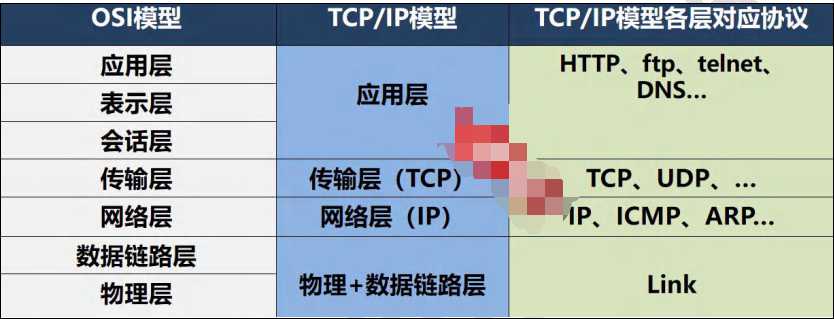 OSI模型 TCP/IP模型 TCP/IP模型各层对应协议
应用层
表示层
会话层
应用层
HTTP、ftp、telnet、
DNS...
传输层 传输层（TCP） TCP、UDP、...
网络层 网络层（IP） IP、ICMP、ARP...
数据链路层
物理层
物理+数据链路层
Link